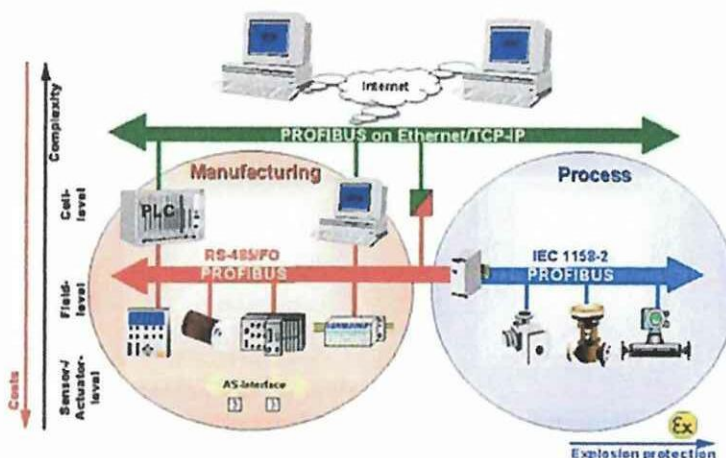 Internet
PROFIBUS on Ethernet/TCP-IP
Complexity
Manufacturing
Process
Cell-
level
PLC
RS-485/FO
PROFIBUS
IEC 1158-2
PROFIBUS
Field-
level
Sensor-/
Actuator-
level
AS-Interface
Costs
Ex
Explosion protection